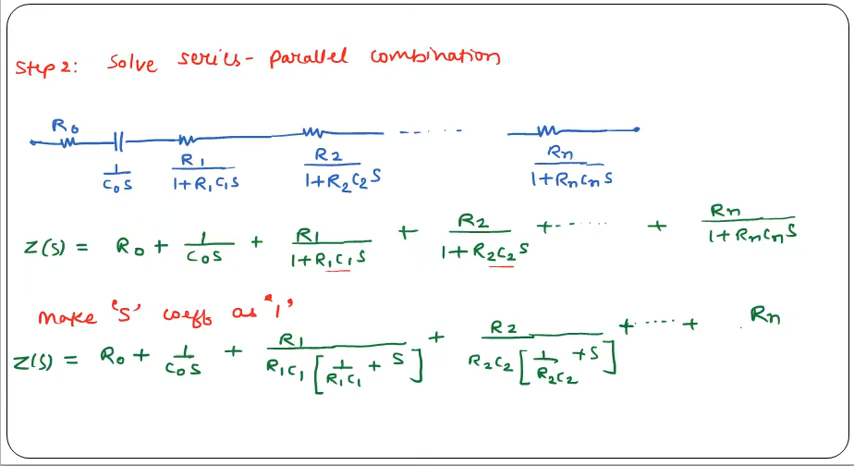 Step 2: Solve series-parallel combination
R0
1/C0S R1/1+R1C1S R2/1+R2C2S ...... Rn/1+RnCnS
Z(S) = R0 + 1/C0S + R1/1+R1C1S + R2/1+R2C2S + ...... + Rn/1+RnCnS
Make 'S' coeff as "1'
Z(S) = R0 + 1/C0S + R1/R1C1[1/R1C1 + S] + R2/R2C2[1/R2C2 + S] + ..... + Rn